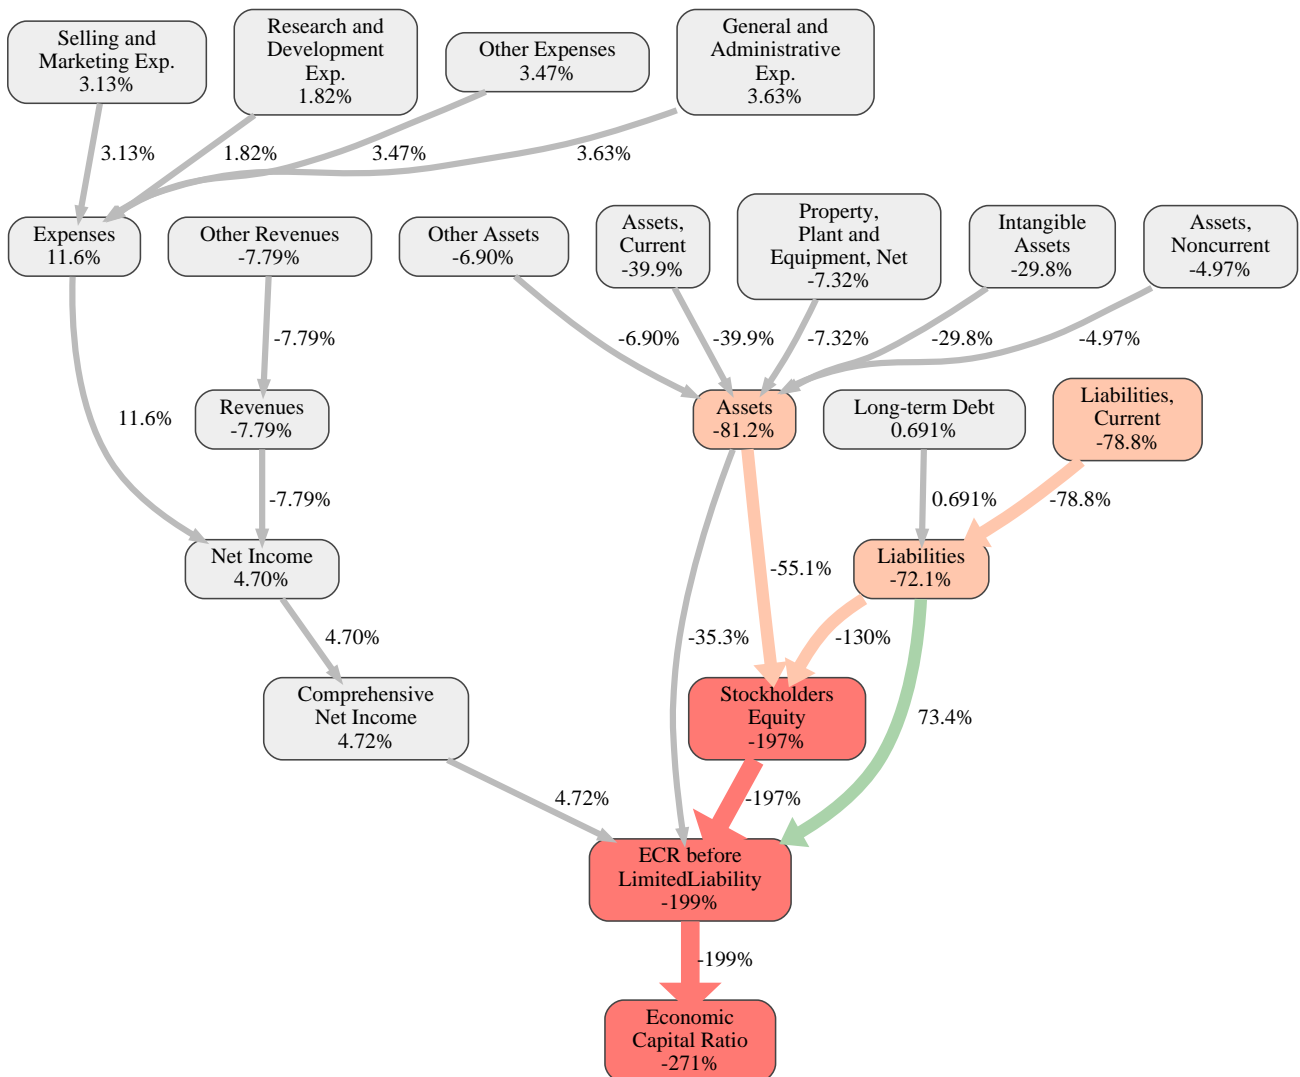 Selling and
Marketing Exp.
3.13%
Research and
Development
Exp.
1.82%
Other Expenses
3.47%
General and
Administrative
Exp.
3.63%
3.13%
1.82%
3.47%
3.63%
Expenses
11.6%
Other Revenues
-7.79%
Other Assets
-6.90%
Assets,
Current
-39.9%
Property,
Plant and
Equipment, Net
-7.32%
Intangible
Assets
-29.8%
Assets,
Noncurrent
-4.97%
-7.79%
-6.90%
-39.9%
-7.32%
-29.8%
-4.97%
11.6%
Revenues
-7.79%
Assets
-81.2%
Long-term Debt
0.691%
Liabilities,
Current
-78.8%
-7.79%
0.691%
-78.8%
Net Income
4.70%
-55.1%
Liabilities
-72.1%
4.70%
-35.3%
-130%
Comprehensive
Net Income
4.72%
Stockholders
Equity
-197%
73.4%
4.72%
-197%
ECR before
LimitedLiability
-199%
-199%
Economic
Capital Ratio
-271%